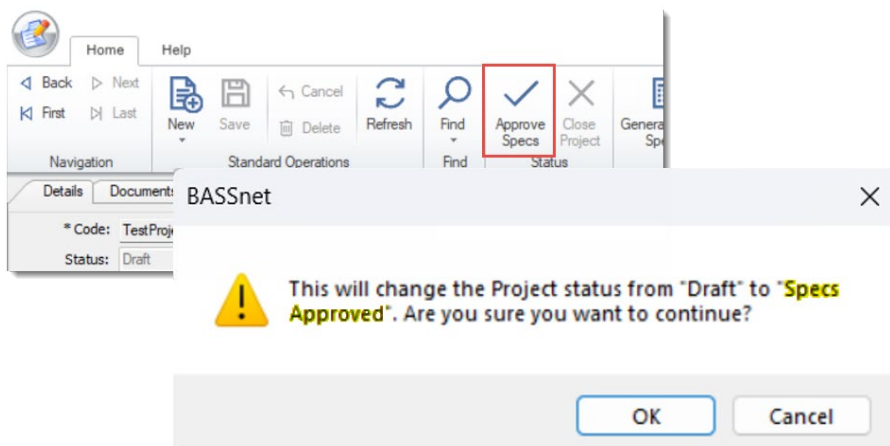 Home Help
Back Next
First Last
New Save Cancel Delete Refresh Find Approve Specs Close Project
Navigation Standard Operations Find Status
Details
* Code:
Status: Draft
BASSnet
This will change the Project status from "Draft" to "Specs
Approved". Are you sure you want to continue?
OK Cancel